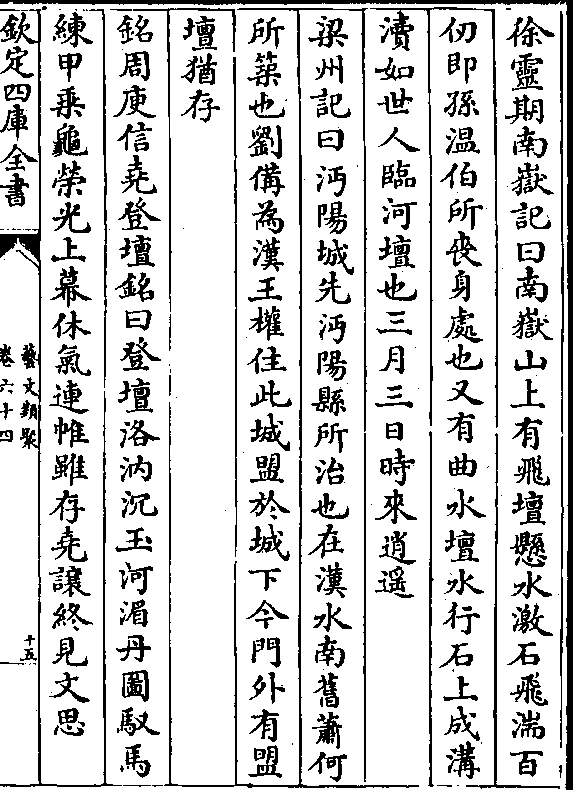 徐靈期南嶽記曰南嶽山上有飛壇懸水激石飛湍百
仞即孫溫伯所喪身處也又有曲水壇水行石上成溝
瀆如世人臨河壇也三月三日時來逍遥
梁州記曰沔陽城先沔陽縣所治也在漢水南舊蕭何
所築也劉備為漢王權住此城盟於城下今門外有盟
壇猶存
銘周庾信堯登壇銘曰登壇洛汭沉玉河湄丹圖馭馬
練甲乗龜榮光上幕休氣連帷雖存堯讓終見文思
欽定四庫全書
藝文類聚
卷六十四
十五